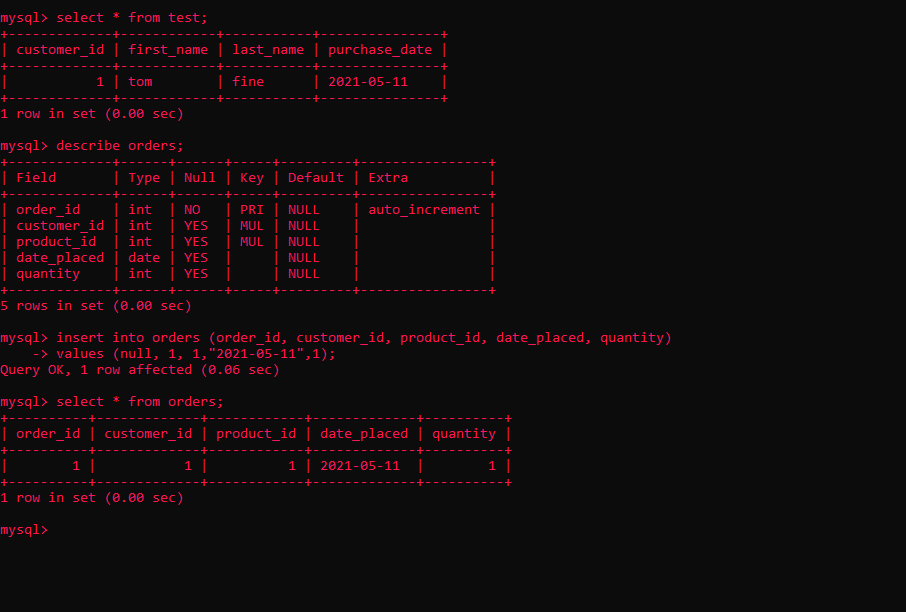 mysql> select * from test;
+-------------+------------+-----------+---------------+
| customer_id | first_name | last_name | purchase_date |
+-------------+------------+-----------+---------------+
|           1 | tom        | fine      | 2021-05-11    |
+-------------+------------+-----------+---------------+
1 row in set (0.00 sec)

mysql> describe orders;
+-------------+------+------+-----+---------+----------------+
| Field       | Type | Null | Key | Default | Extra          |
+-------------+------+------+-----+---------+----------------+
| order_id    | int  | NO   | PRI | NULL    | auto_increment |
| customer_id | int  | YES  | MUL | NULL    |                |
| product_id  | int  | YES  | MUL | NULL    |                |
| date_placed | date | YES  |     | NULL    |                |
| quantity    | int  | YES  |     | NULL    |                |
+-------------+------+------+-----+---------+----------------+
5 rows in set (0.00 sec)

mysql> insert into orders (order_id, customer_id, product_id, date_placed, quantity)
    -> values (null, 1, 1,"2021-05-11",1);
Query OK, 1 row affected (0.06 sec)

mysql> select * from orders;
+----------+-------------+------------+-------------+----------+
| order_id | customer_id | product_id | date_placed | quantity |
+----------+-------------+------------+-------------+----------+
|        1 |           1 |          1 | 2021-05-11  |        1 |
+----------+-------------+------------+-------------+----------+
1 row in set (0.00 sec)

mysql>